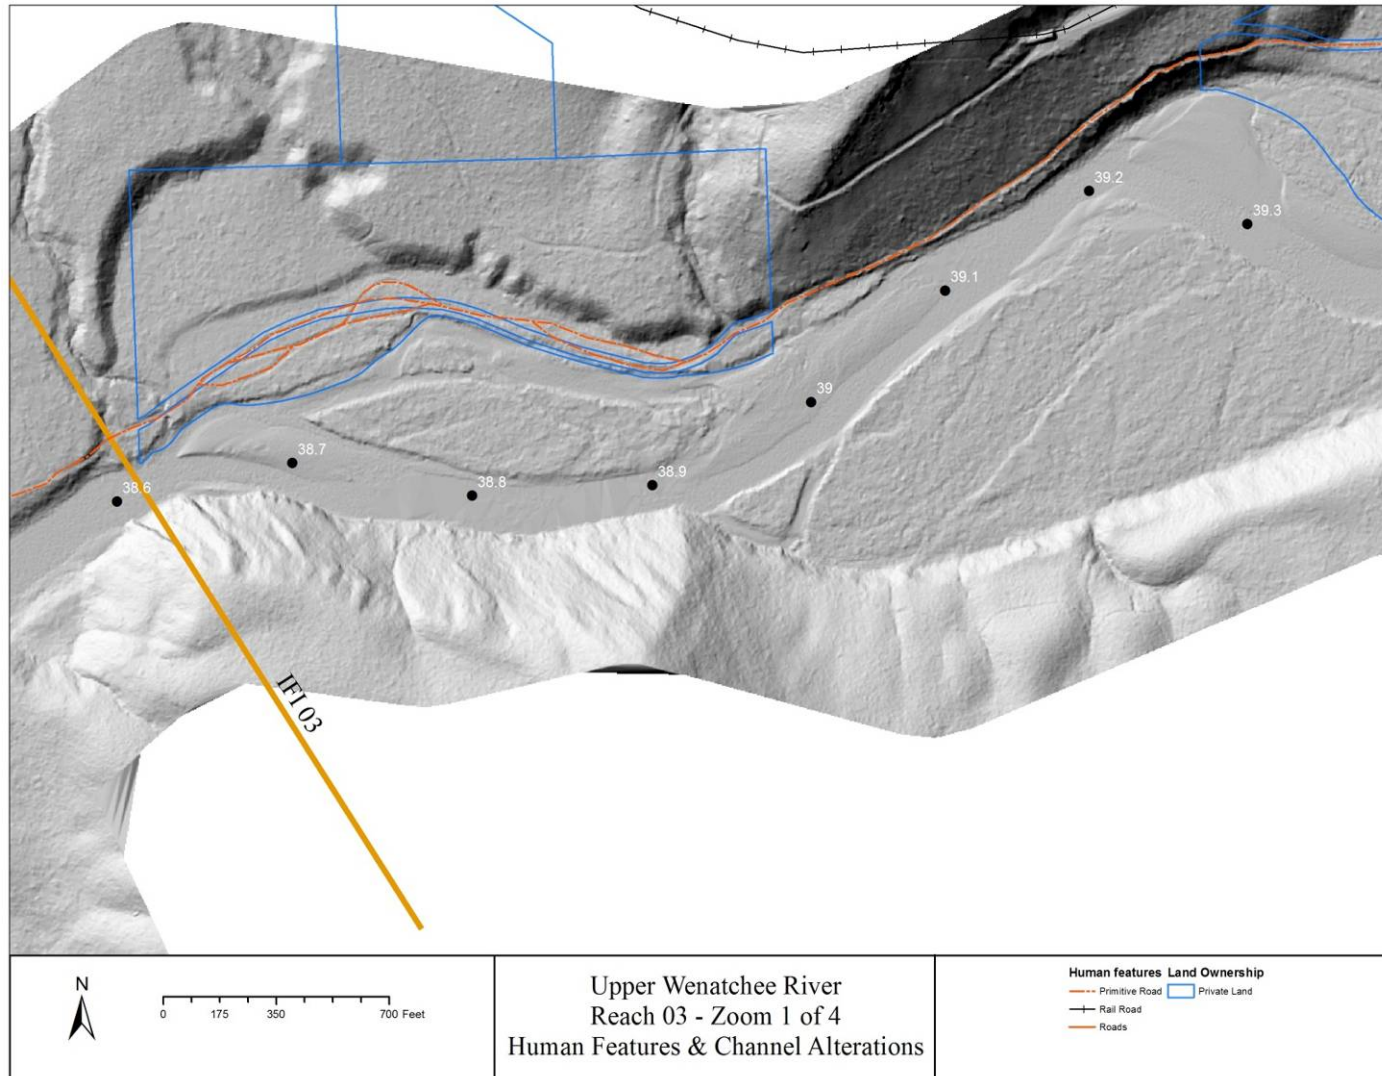 39.2
39.3
39.1
39
38.7
38.9
38.8
38.6
IFI 03
N
0 175 350 700 Feet
Upper Wenatchee River
Reach 03 - Zoom 1 of 4
Human Features & Channel Alterations
Human features Land Ownership
Primitive Road Private Land
Rail Road
Roads